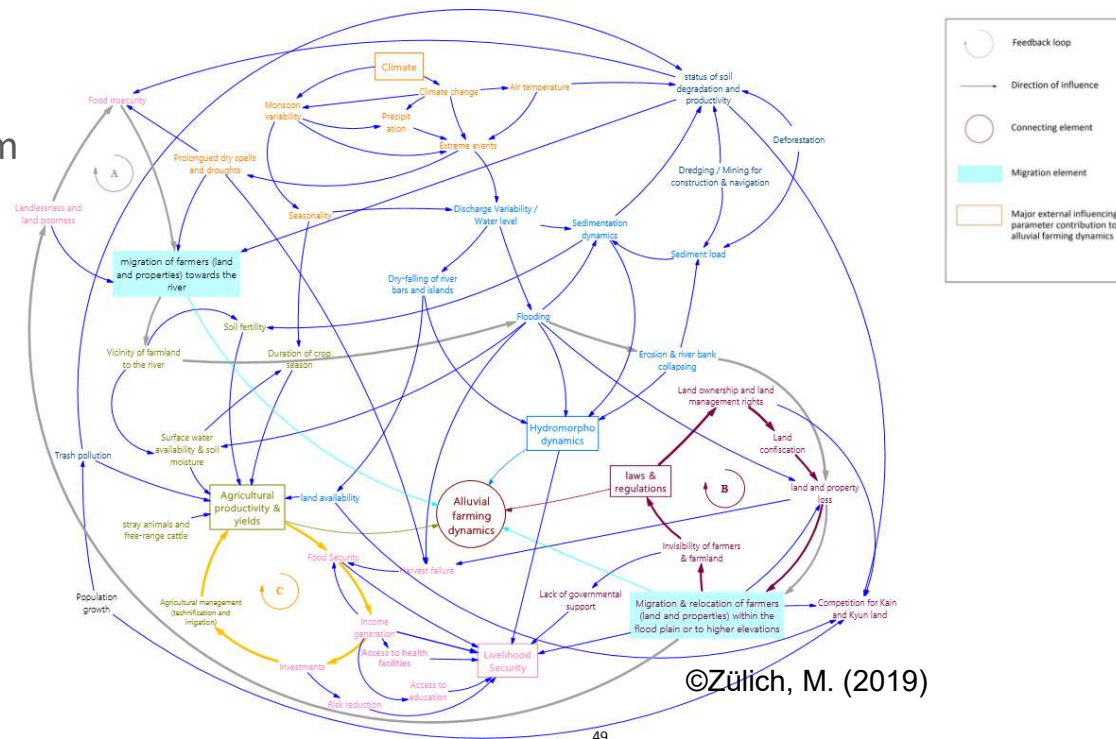 m
Climate
Climate change
Air temperature
status of soil
degradation and
productivity
Food insecurity
Monsoon
variability
Precipit
ation
Extreme events
Deforestation
A
Prolongued dry spells
and droughts
Dredging / Mining for
construction & navigation
Landlessness and
land poorness
Seasonality
Discharge Variability /
Water level
Sedimentation
dynamics
Sediment load
migration of farmers (land
and properties) towards the
river
Dry-falling of river
bars and islands
Soil fertility
Flooding
Vicinity of farmland
to the river
Duration of crop
season
Erosion & river bank
collapsing
Land ownership and land
management rights
Surface water
availability & soil
moisture
Hydromorpho
dynamics
Land
confiscation
Trash pollution
laws &
regulations
B
land and property
loss
Agricultural
productivity &
yields
land availability
Alluvial
farming
dynamics
stray animals and
free-range cattle
Food Security
Harvest failure
Invisibility of farmers
& farmland
C
Population
growth
Agricultural management
(technification and
irrigation)
Lack of governmental
support
Migration & relocation of farmers
(land and properties) within the
flood plain or to higher elevations
Competition for Kain
and Kyun land
Income
generation
Access to health
facilities
Livelihood
Security
Investments
Access to
education
Risk reduction
©Zülich, M. (2019)
49
Feedback loop
Direction of influence
Connecting element
Migration element
Major external influencing
parameter contribution to
alluvial farming dynamics